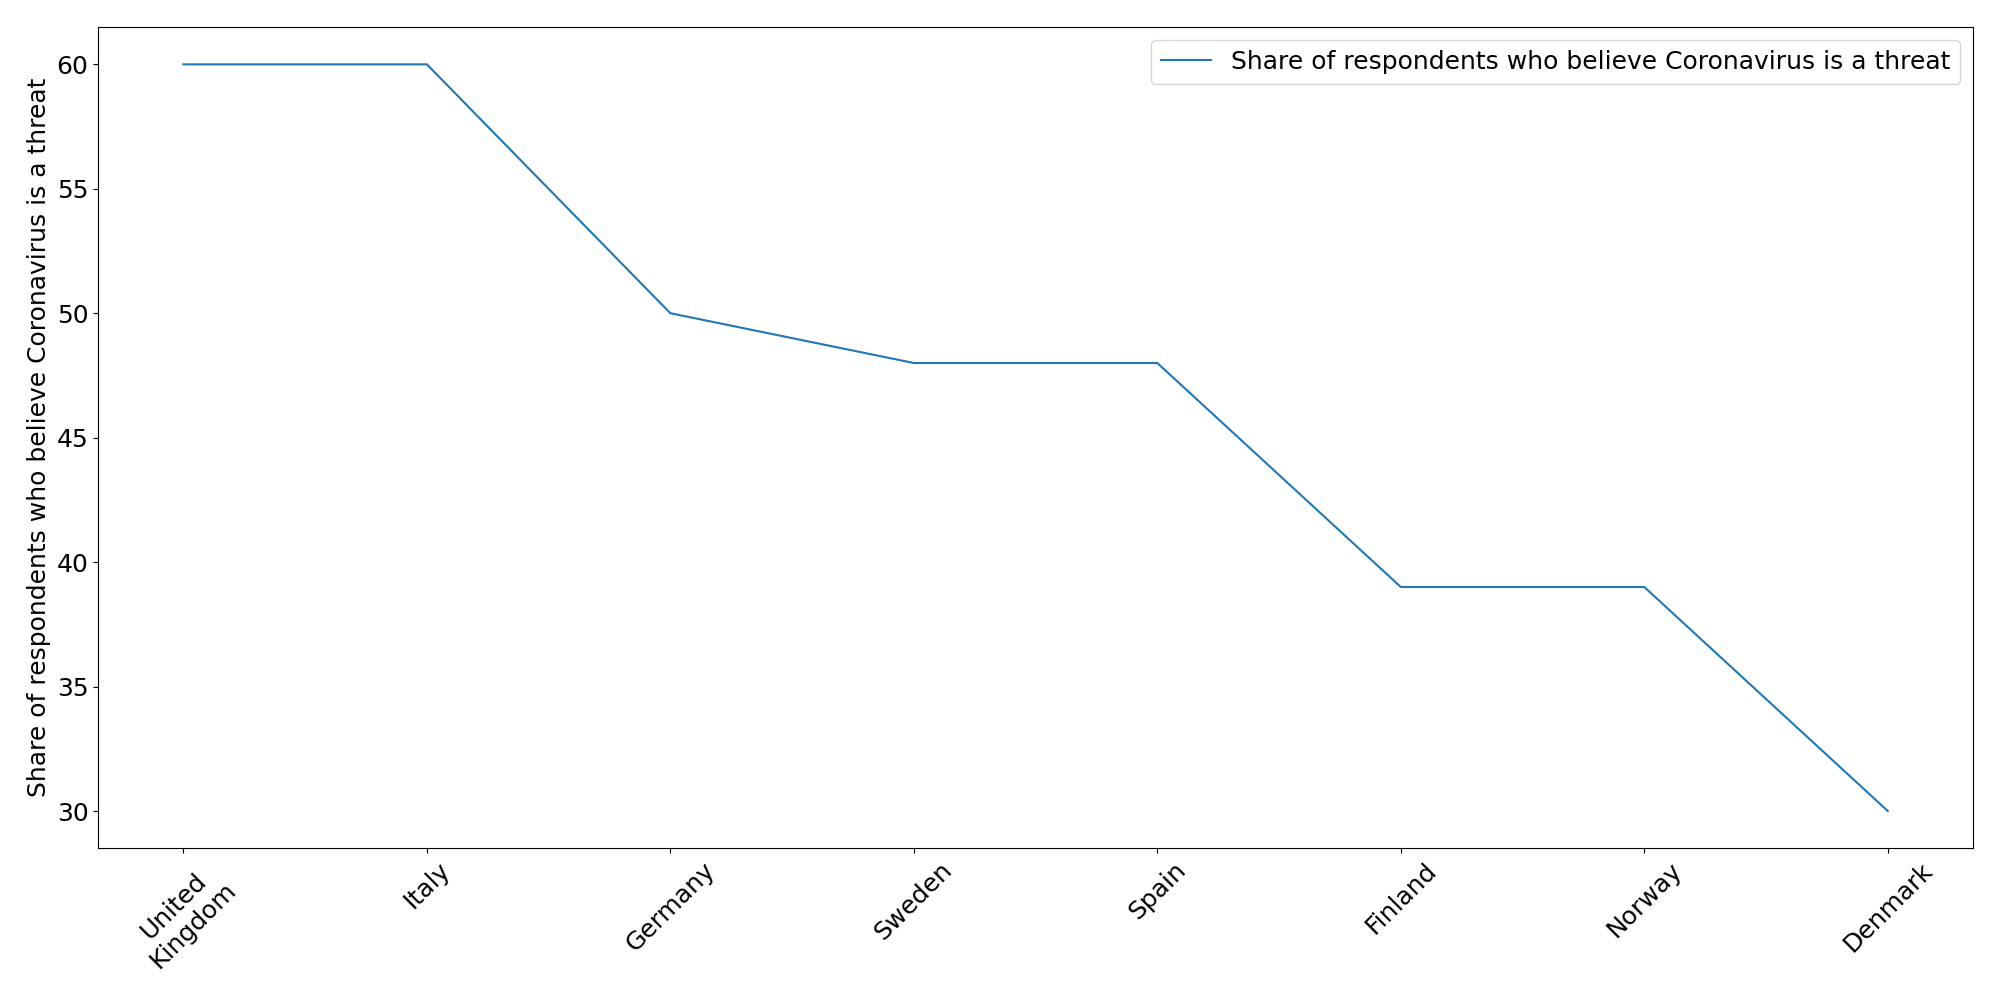 Share of respondents who believe Coronavirus is a threat
Share of respondents who believe Coronavirus is a threat
60
55
50
45
40
35
30
United
Kingdom
Italy
Germany
Sweden
Spain
Finland
Norway
Denmark